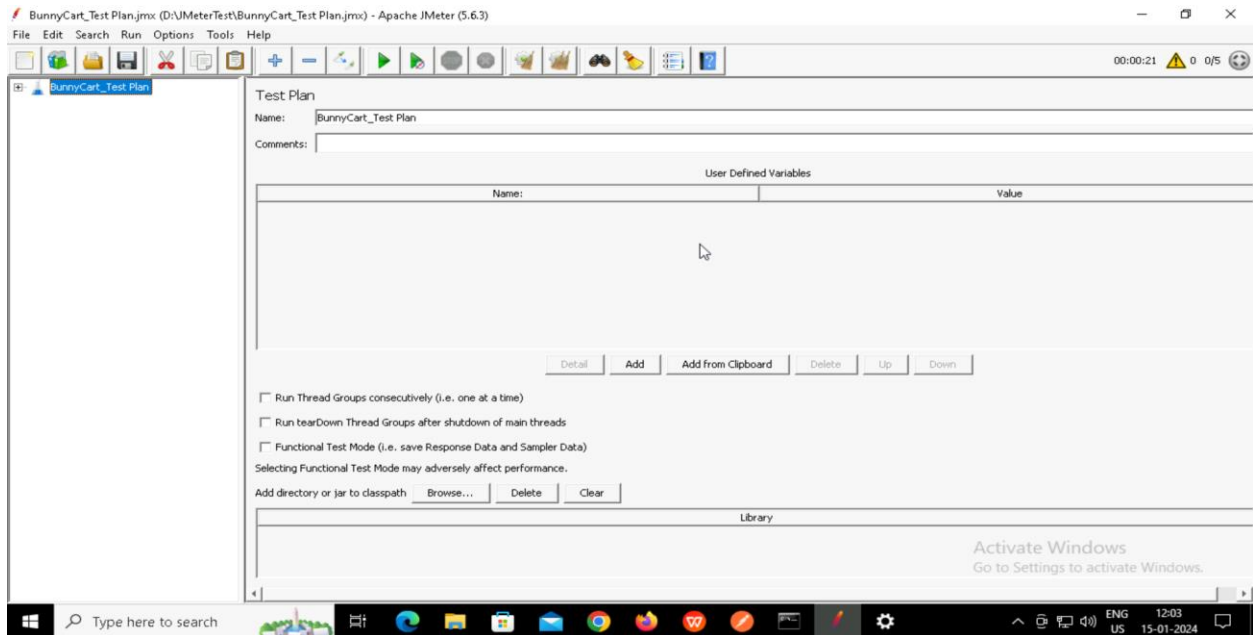 BunnyCart_Test Plan.jmx (D:\JMeterTest\BunnyCart_Test Plan.jmx) - Apache JMeter (5.6.3)
File Edit Search Run Options Tools Help
00:00:21 0 0/5
BunnyCart_Test Plan
Test Plan
Name: BunnyCart_Test Plan
Comments:
User Defined Variables
Name: Value
Detail Add Add from Clipboard Delete Up Down
Run Thread Groups consecutively (i.e. one at a time)
Run tearDown Thread Groups after shutdown of main threads
Functional Test Mode (i.e. save Response Data and Sampler Data)
Selecting Functional Test Mode may adversely affect performance.
Add directory or jar to classpath Browse... Delete Clear
Library
Activate Windows
Go to Settings to activate Windows.
Type here to search
ENG 12:03
US 15-01-2024